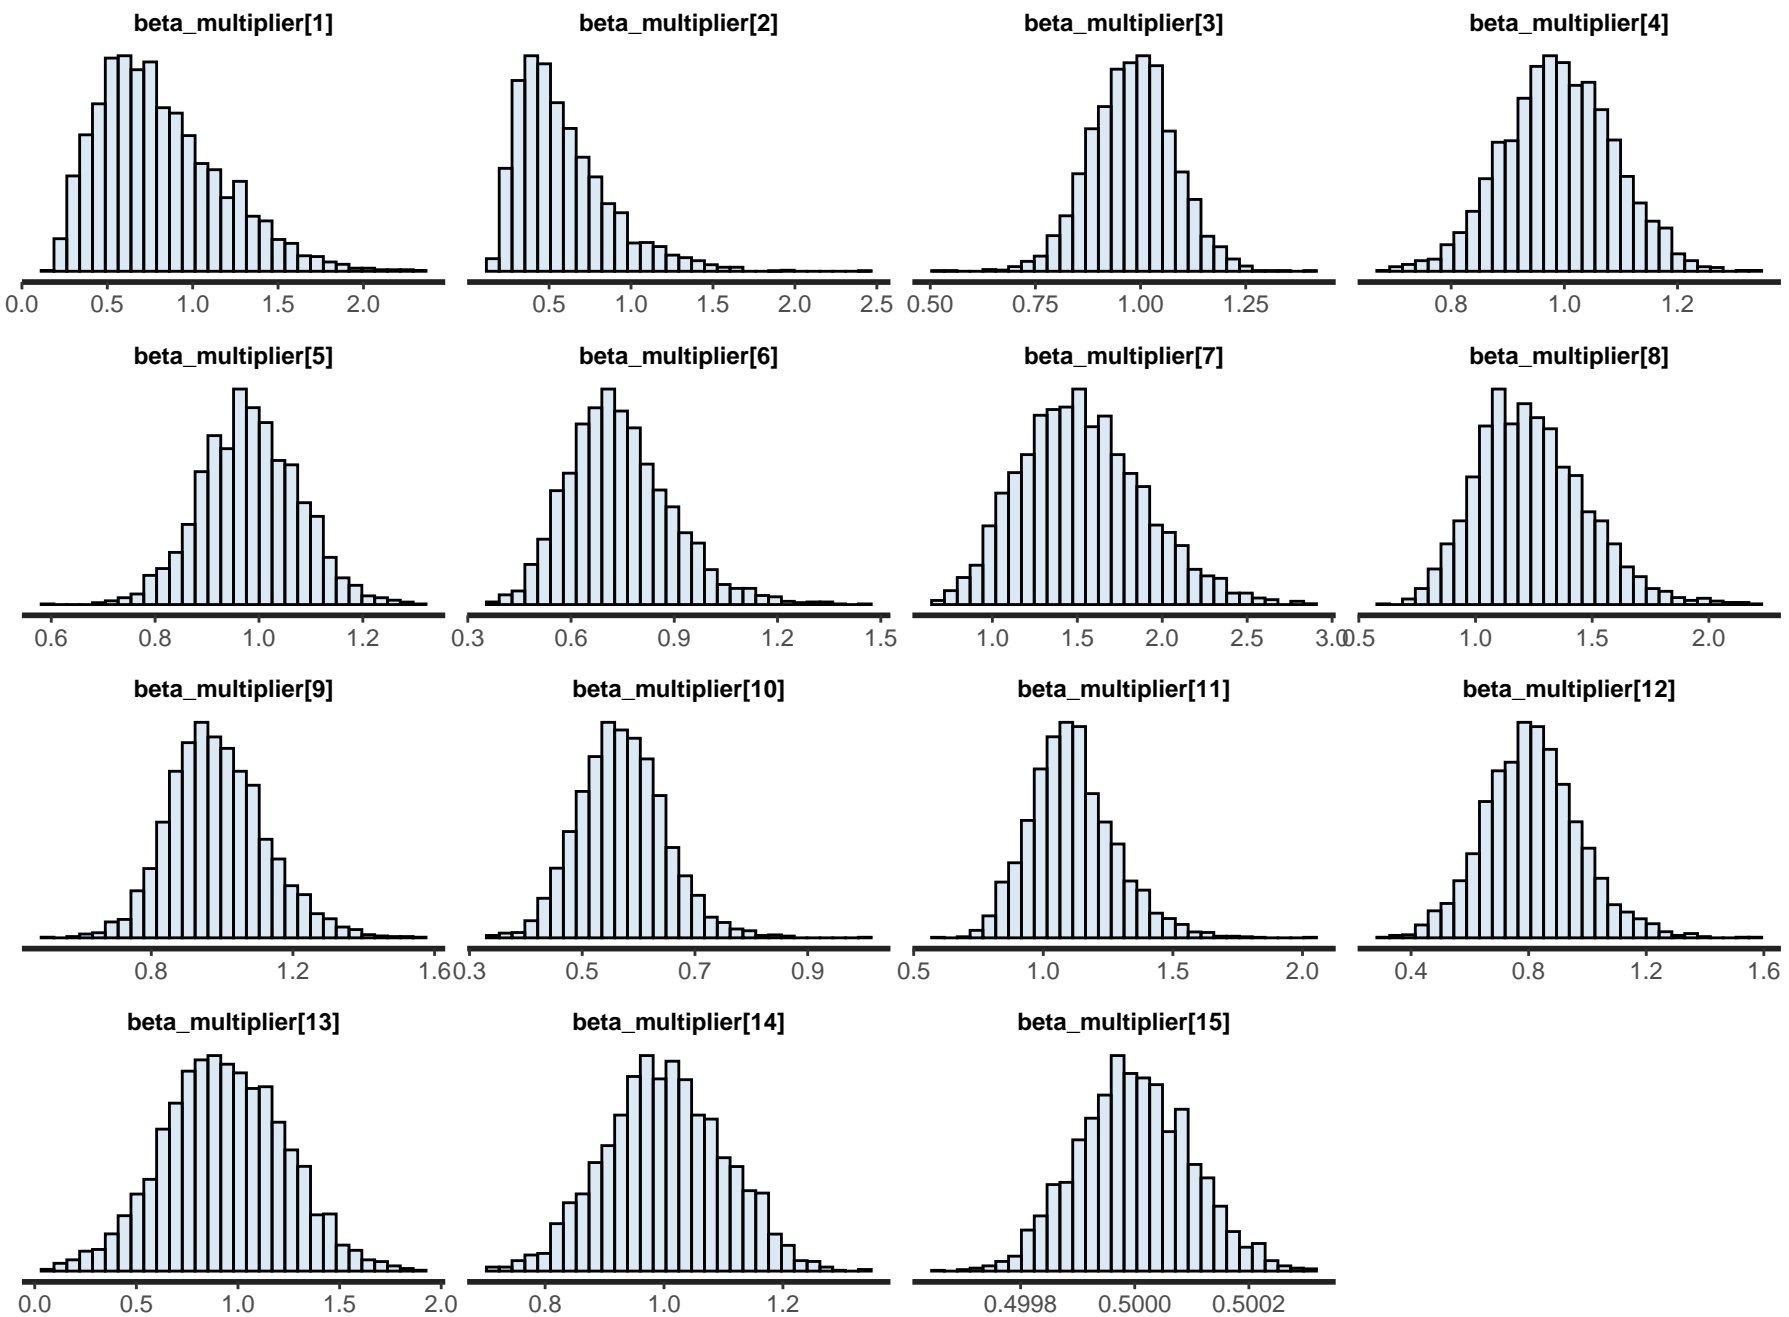 beta_multiplier[1] beta_multiplier[2] beta_multiplier[3] beta_multiplier[4]
0.0 0.5 1.0 1.5 2.0 0.5 1.0 1.5 2.0 2.5 0.50 0.75 1.00 1.25 0.8 1.0 1.2
beta_multiplier[5] beta_multiplier[6] beta_multiplier[7] beta_multiplier[8]
0.6 0.8 1.0 1.2 0.3 0.6 0.9 1.2 1.5 1.0 1.5 2.0 2.5 3.0 0.5 1.0 1.5 2.0
beta_multiplier[9] beta_multiplier[10] beta_multiplier[11] beta_multiplier[12]
0.8 1.2 1.6 0.3 0.5 0.7 0.9 0.5 1.0 1.5 2.0 0.4 0.8 1.2 1.6
beta_multiplier[13] beta_multiplier[14] beta_multiplier[15]
0.0 0.5 1.0 1.5 2.0 0.8 1.0 1.2 0.4998 0.5000 0.5002